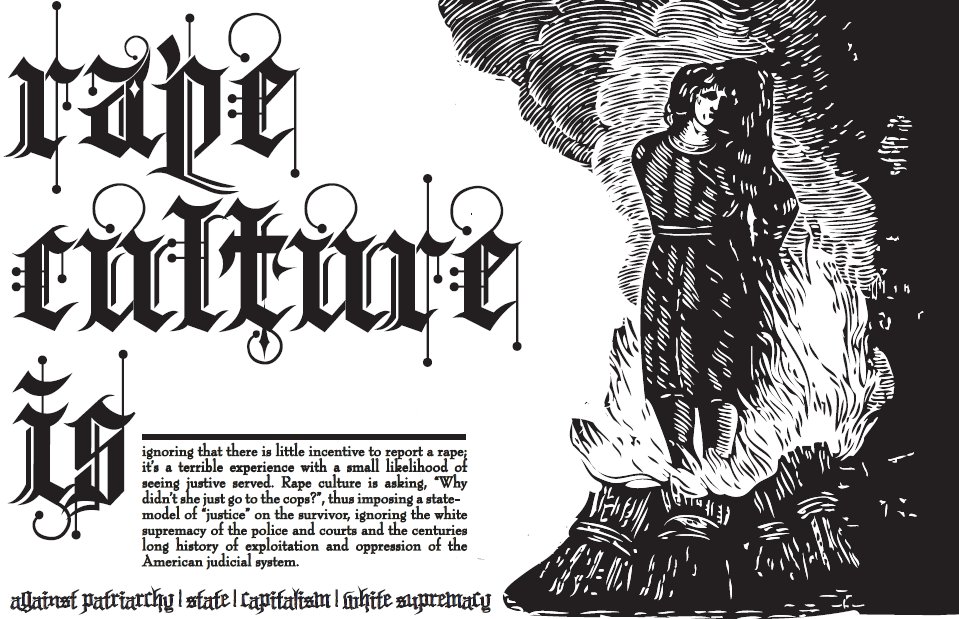 rape
culture
is
ignoring that there is little incentive to report a rape;
it's a terrible experience with a small likelihood of
seeing justive served. Rape culture is asking, "Why
didn't she just go to the cops?", thus imposing a state-
model of "justice" on the survivor, ignoring the white
supremacy of the police and courts and the centuries
long history of exploitation and oppression of the
American judicial system.
against patriarchy | state | capitalism | white supremacy